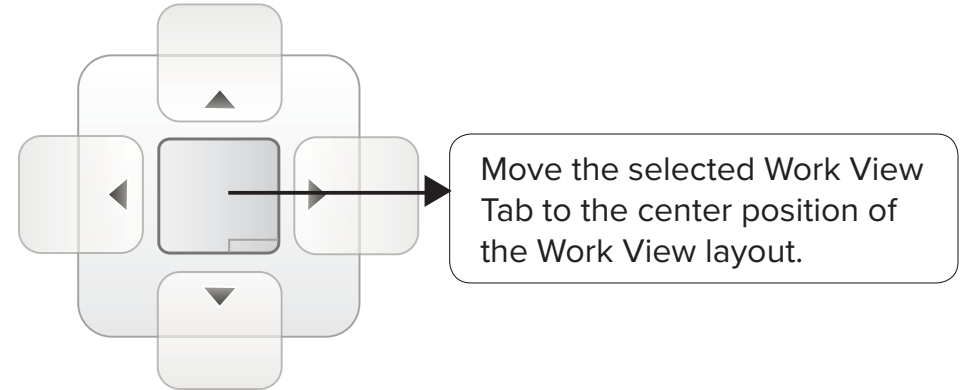 Move the selected Work View
Tab to the center position of
the Work View layout.